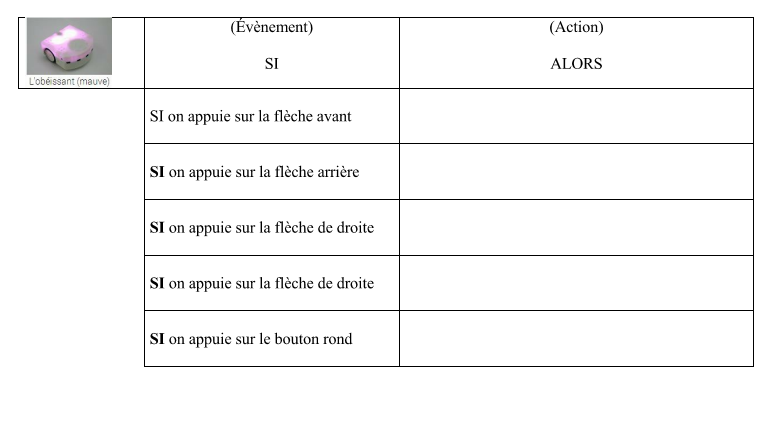 (Évènement)
SI
(Action)
ALORS
L'obéissant (mauve)
SI on appuie sur la flèche avant
SI on appuie sur la flèche arrière
SI on appuie sur la flèche de droite
SI on appuie sur la flèche de droite
SI on appuie sur le bouton rond